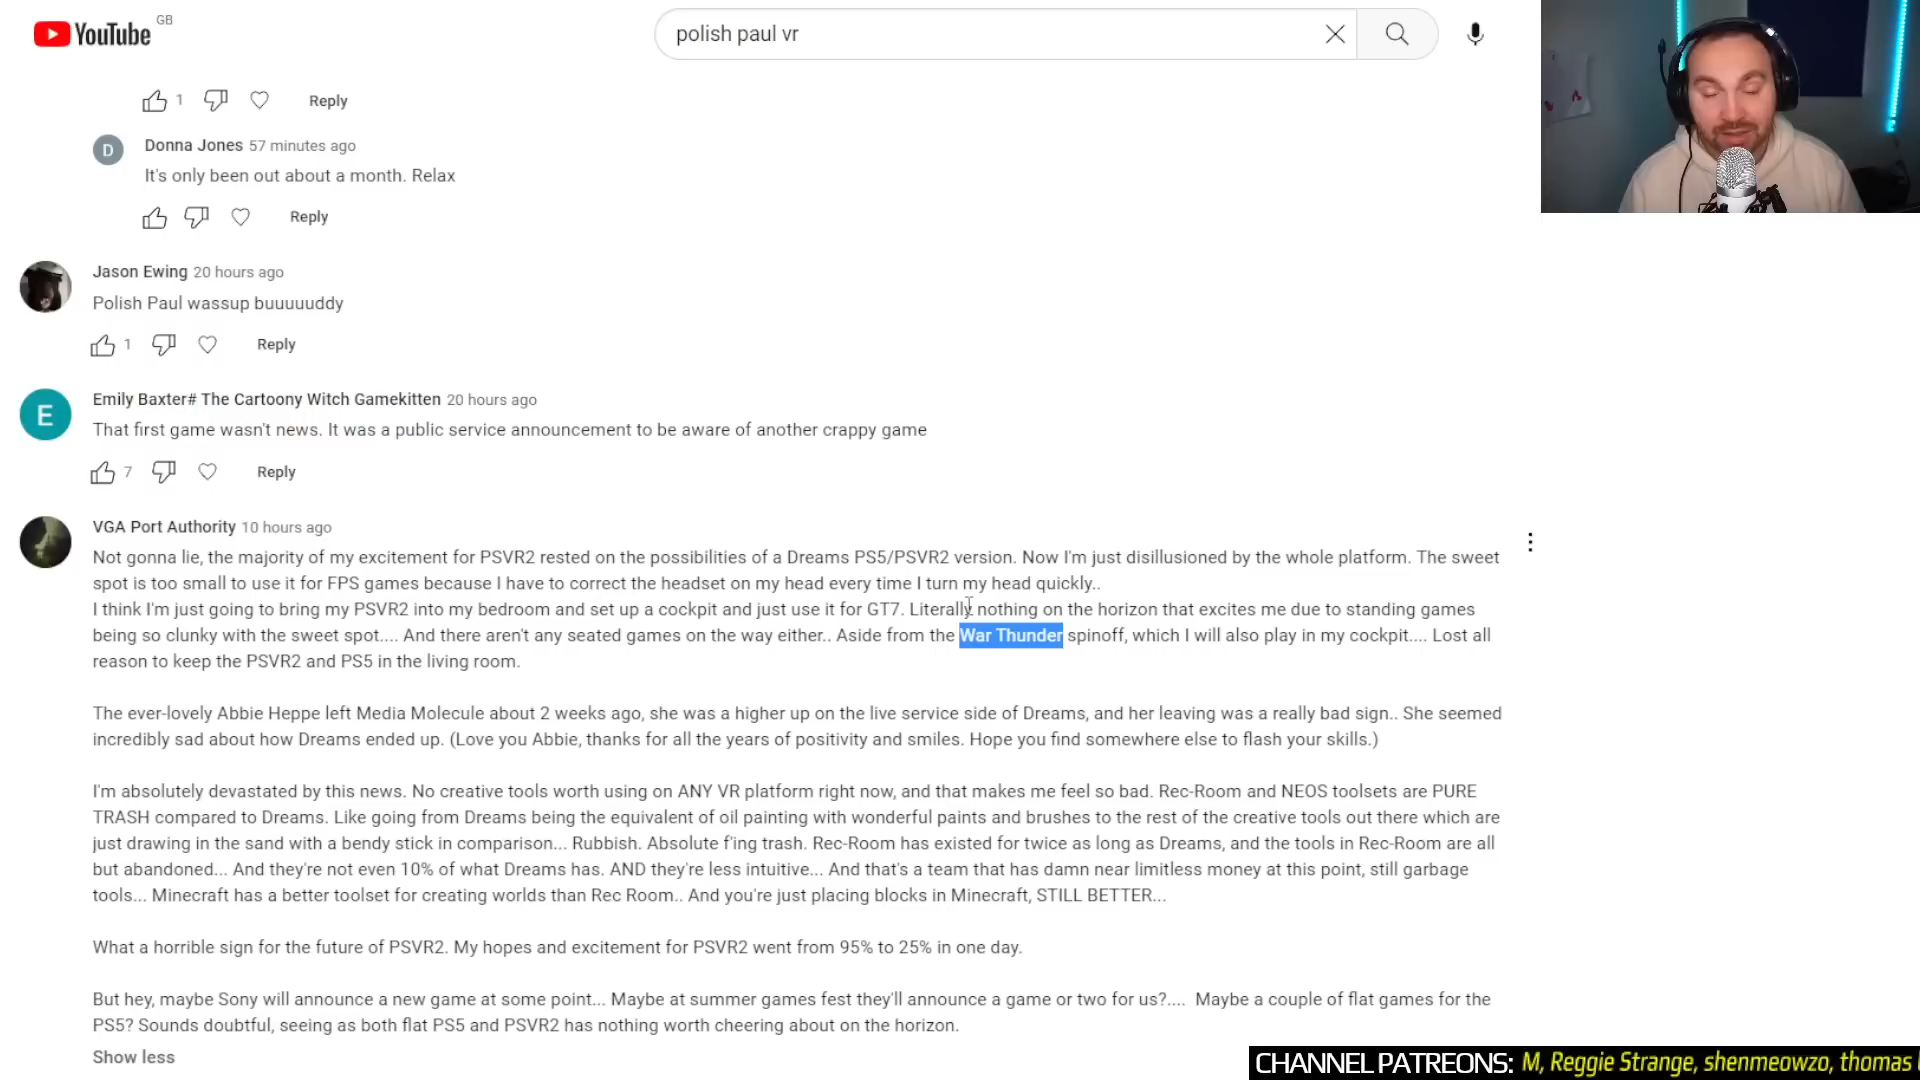 YouTube GB
polish paul vr
1 Reply
D
Donna Jones 57 minutes ago
It's only been out about a month. Relax
Reply
Jason Ewing 20 hours ago
Polish Paul wassup buuuuuddy
1 Reply
E
Emily Baxter# The Cartoony Witch Gamekitten 20 hours ago
That first game wasn't news. It was a public service announcement to be aware of another crappy game
7 Reply
VGA Port Authority 10 hours ago
Not gonna lie, the majority of my excitement for PSVR2 rested on the possibilities of a Dreams PS5/PSVR2 version. Now I'm just disillusioned by the whole platform. The sweet
spot is too small to use it for FPS games because I have to correct the headset on my head every time I turn my head quickly..
I think I'm just going to bring my PSVR2 into my bedroom and set up a cockpit and just use it for GT7. Literally nothing on the horizon that excites me due to standing games
being so clunky with the sweet spot.... And there aren't any seated games on the way either.. Aside from the War Thunder spinoff, which I will also play in my cockpit.... Lost all
reason to keep the PSVR2 and PS5 in the living room.
The ever-lovely Abbie Heppe left Media Molecule about 2 weeks ago, she was a higher up on the live service side of Dreams, and her leaving was a really bad sign.. She seemed
incredibly sad about how Dreams ended up. (Love you Abbie, thanks for all the years of positivity and smiles. Hope you find somewhere else to flash your skills.)
I'm absolutely devastated by this news. No creative tools worth using on ANY VR platform right now, and that makes me feel so bad. Rec-Room and NEOS toolsets are PURE
TRASH compared to Dreams. Like going from Dreams being the equivalent of oil painting with wonderful paints and brushes to the rest of the creative tools out there which are
just drawing in the sand with a bendy stick in comparison... Rubbish. Absolute f'ing trash. Rec-Room has existed for twice as long as Dreams, and the tools in Rec-Room are all
but abandoned... And they're not even 10% of what Dreams has. AND they're less intuitive... And that's a team that has damn near limitless money at this point, still garbage
tools... Minecraft has a better toolset for creating worlds than Rec Room.. And you're just placing blocks in Minecraft, STILL BETTER...
What a horrible sign for the future of PSVR2. My hopes and excitement for PSVR2 went from 95% to 25% in one day.
But hey, maybe Sony will announce a new game at some point... Maybe at summer games fest they'll announce a game or two for us?.... Maybe a couple of flat games for the
PS5? Sounds doubtful, seeing as both flat PS5 and PSVR2 has nothing worth cheering about on the horizon.
Show less
CHANNEL PATREONS: M, Reggie Strange, shenmeowzo, thomas